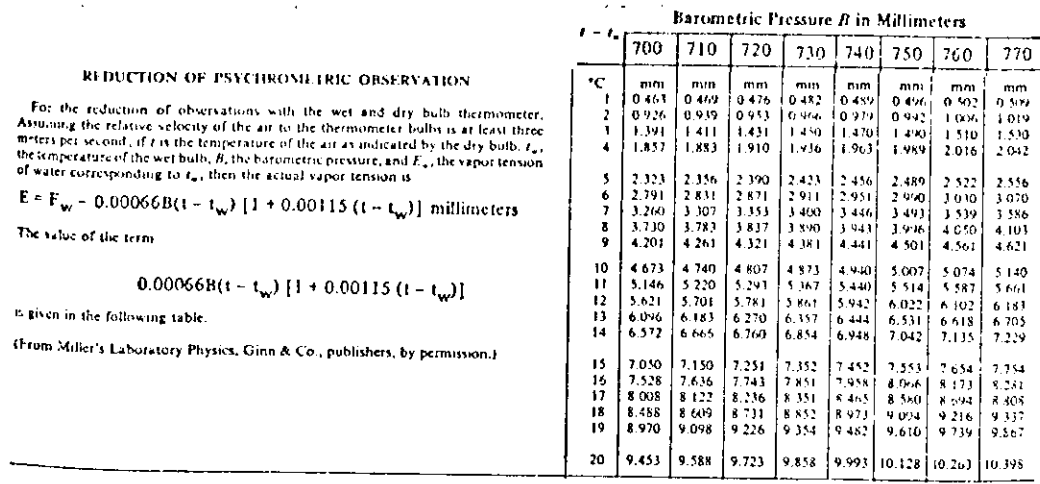 REDUCTION OF PSYCHROMETRIC OBSERVATION
For the reduction of observations with the wet and dry bulb thermometer.
Assuming the relative velocity of the air to the thermometer bulbs is at least three
meters per second, if t is the temperature of the air as indicated by the dry bulb, t_w,
the temperature of the wet bulb, B, the barometric pressure, and E_w, the vapor tension
of water corresponding to t_w, then the actual vapor tension is
E = F_w - 0.00066B(t - t_w) [1 + 0.00115 (t - t_w)] millimeters
The value of the term
0.00066B(t - t_w) [1 + 0.00115 (t - t_w)]
is given in the following table.
(From Miller's Laboratory Physics, Ginn & Co., publishers, by permission.)
Barometric Pressure B in Millimeters
t - t_w
700 710 720 730 740 750 760 770
°C mm mm mm mm mm mm mm mm
1 0.463 0.469 0.476 0.482 0.489 0.496 0.502 0.509
2 0.926 0.939 0.953 0.966 0.979 1.006 1.019
3 1.391 1.411 1.431 1.450 1.470 1.490 1.510 1.530
4 1.857 1.883 1.910 1.936 1.963 1.989 2.016 2.042
5 2.323 2.356 2.390 2.423 2.456 2.489 2.522 2.556
6 2.791 2.831 2.871 2.911 2.951 2.990 3.030 3.070
7 3.260 3.307 3.353 3.400 3.446 3.493 3.539 3.586
8 3.730 3.783 3.837 3.890 3.943 3.996 4.050 4.103
9 4.201 4.261 4.321 4.381 4.441 4.501 4.561 4.621
10 4.673 4.740 4.807 4.873 4.940 5.007 5.074 5.140
11 5.146 5.220 5.293 5.367 5.440 5.514 5.587 5.661
12 5.621 5.701 5.781 5.861 5.942 6.022 6.102 6.183
13 6.096 6.183 6.270 6.357 6.444 6.531 6.618 6.705
14 6.572 6.665 6.760 6.854 6.948 7.042 7.135 7.229
15 7.050 7.150 7.251 7.352 7.452 7.553 7.654 7.754
16 7.528 7.636 7.743 7.851 7.958 8.066 8.173 8.281
17 8.008 8.122 8.236 8.351 8.465 8.580 8.694 8.808
18 8.488 8.609 8.731 8.852 8.973 9.094 9.216 9.337
19 8.970 9.098 9.226 9.354 9.482 9.610 9.739 9.867
20 9.453 9.588 9.723 9.858 9.993 10.128 10.263 10.398